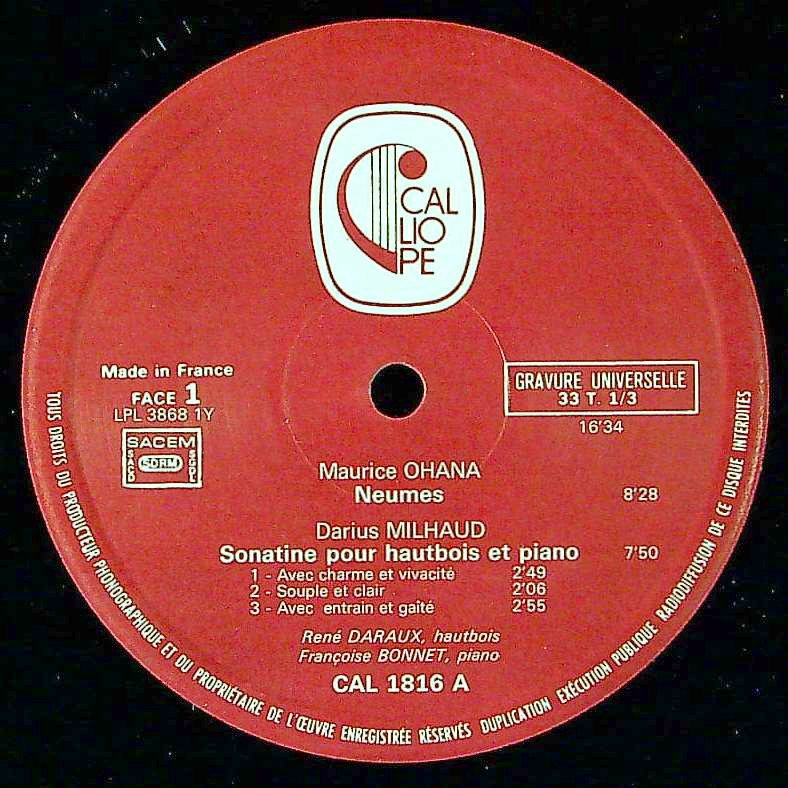 CAL
LIO
PE
Made in France
FACE 1
LPL 3868 1Y
SACEM
SACD SDRM SGDL
GRAVURE UNIVERSELLE
33 T. 1/3
16'34
Maurice OHANA
Neumes 8'28
Darius MILHAUD
Sonatine pour hautbois et piano 7'50
1 - Avec charme et vivacité 2'49
2 - Souple et clair 2'06
3 - Avec entrain et gaîté 2'55
René DARAUX, hautbois
Françoise BONNET, piano
CAL 1816 A
TOUS DROITS DU PRODUCTEUR PHONOGRAPHIQUE ET DU PROPRIÉTAIRE DE L'ŒUVRE ENREGISTRÉE RÉSERVÉS DUPLICATION EXÉCUTION PUBLIQUE RADIODIFFUSION DE CE DISQUE INTERDITES